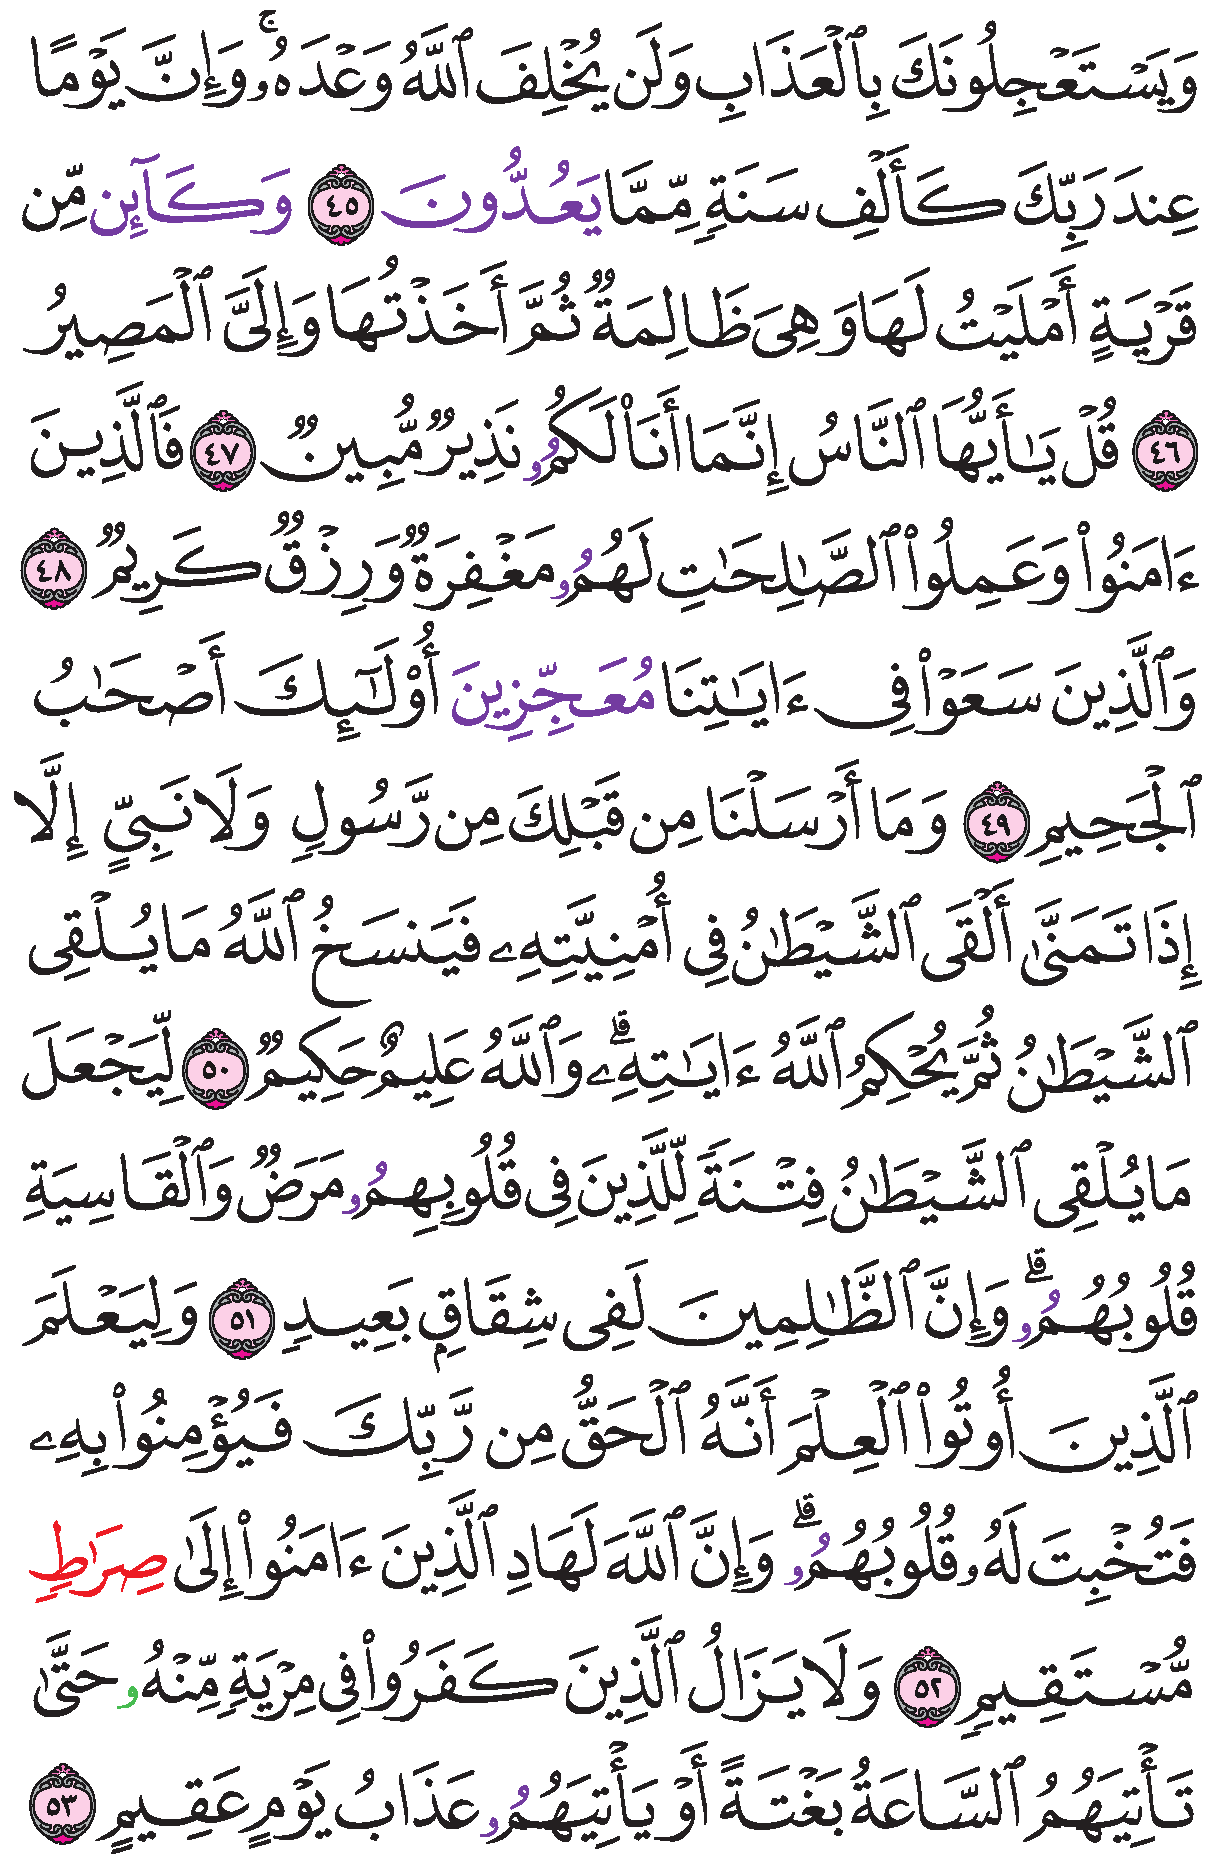 وَيَسْتَعْجِلُونَكَ بِٱلْعَذَابِ وَلَن يُخْلِفَ ٱللَّهُ وَعْدَهُۥۚ وَإِنَّ يَوْمًا
عِندَ رَبِّكَ كَأَلْفِ سَنَةٍ مِّمَّا يَعُدُّونَ ٤٥ وَكَآئِن مِّن
قَرْيَةٍ أَمْلَيْتُ لَهَا وَهِىَ ظَالِمَةٌ ثُمَّ أَخَذْتُهَا وَإِلَىَّ ٱلْمَصِيرُ
٤٦ قُلْ يَٰٓأَيُّهَا ٱلنَّاسُ إِنَّمَا أَنَا۠ لَكُمُۥ نَذِيرٌ مُّبِينٌ ٤٧ فَٱلَّذِينَ
ءَامَنُوا۟ وَعَمِلُوا۟ ٱلصَّٰلِحَٰتِ لَهُمُۥ مَغْفِرَةٌ وَرِزْقٌ كَرِيمٌ ٤٨
وَٱلَّذِينَ سَعَوْا۟ فِى ءَايَٰتِنَا مُعَجِّزِينَ أُو۟لَٰٓئِكَ أَصْحَٰبُ
ٱلْجَحِيمِ ٤٩ وَمَا أَرْسَلْنَا مِن قَبْلِكَ مِن رَّسُولٍ وَلَا نَبِىٍّ إِلَّا
إِذَا تَمَنَّىٰ أَلْقَى ٱلشَّيْطَٰنُ فِى أُمْنِيَّتِهِۦ فَيَنسَخُ ٱللَّهُ مَا يُلْقِى
ٱلشَّيْطَٰنُ ثُمَّ يُحْكِمُ ٱللَّهُ ءَايَٰتِهِۦۗ وَٱللَّهُ عَلِيمٌ حَكِيمٌ ٥٠ لِّيَجْعَلَ
مَا يُلْقِى ٱلشَّيْطَٰنُ فِتْنَةً لِّلَّذِينَ فِى قُلُوبِهِمُۥ مَرَضٌ وَٱلْقَاسِيَةِ
قُلُوبُهُمُۥۗ وَإِنَّ ٱلظَّٰلِمِينَ لَفِى شِقَاقٍۭ بَعِيدٍ ٥١ وَلِيَعْلَمَ
ٱلَّذِينَ أُوتُوا۟ ٱلْعِلْمَ أَنَّهُ ٱلْحَقُّ مِن رَّبِّكَ فَيُؤْمِنُوا۟ بِهِۦ
فَتُخْبِتَ لَهُۥ قُلُوبُهُمُۥۗ وَإِنَّ ٱللَّهَ لَهَادِ ٱلَّذِينَ ءَامَنُوا۟ إِلَىٰ صِرَٰطٍ
مُّسْتَقِيمٍ ٥٢ وَلَا يَزَالُ ٱلَّذِينَ كَفَرُوا۟ فِى مِرْيَةٍ مِّنْهُۥ حَتَّىٰ
تَأْتِيَهُمُ ٱلسَّاعَةُ بَغْتَةً أَوْ يَأْتِيَهُمُۥ عَذَابُ يَوْمٍ عَقِيمٍ ٥٣